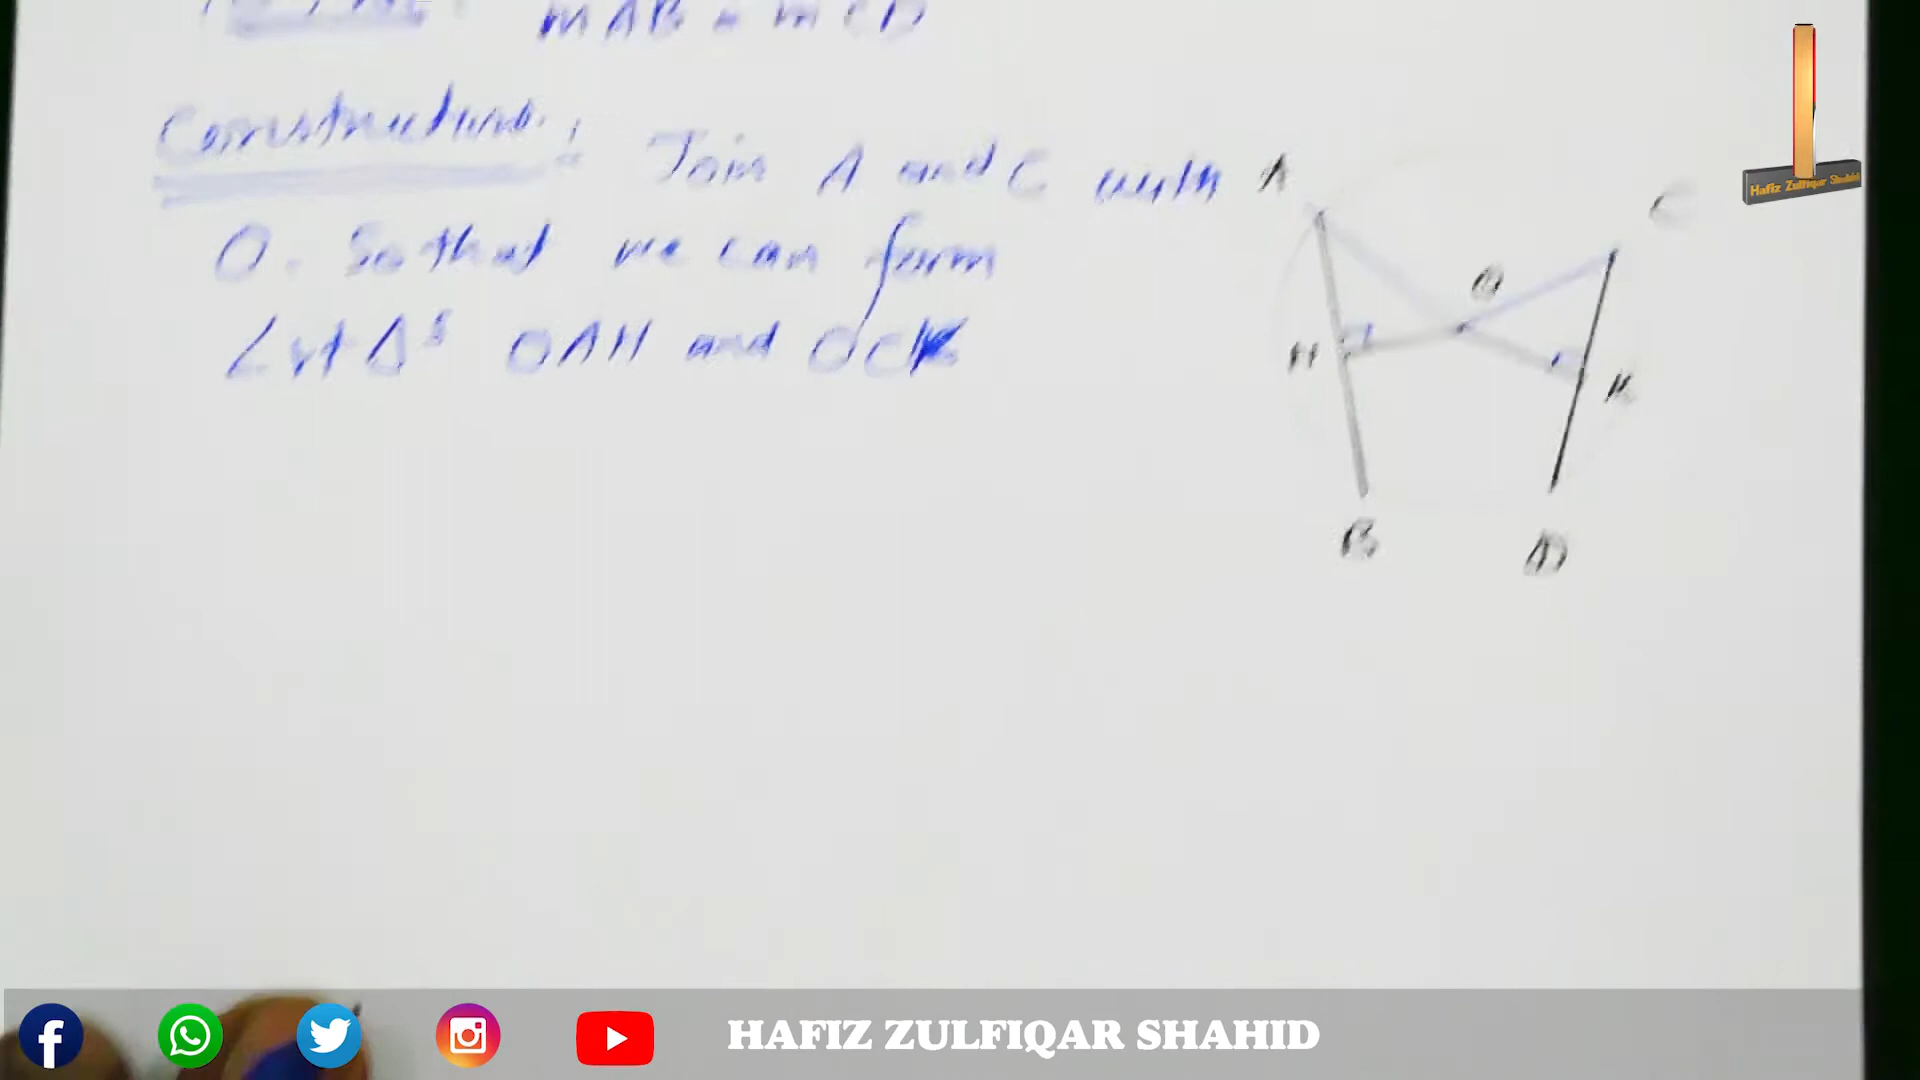 mAB = mCD
Construction: Join A and C with
O. So that we can form
∠rt Δs OAH and OCK
A
C
O
H
K
B
D
Hafiz Zulfiqar Shahid
HAFIZ ZULFIQAR SHAHID